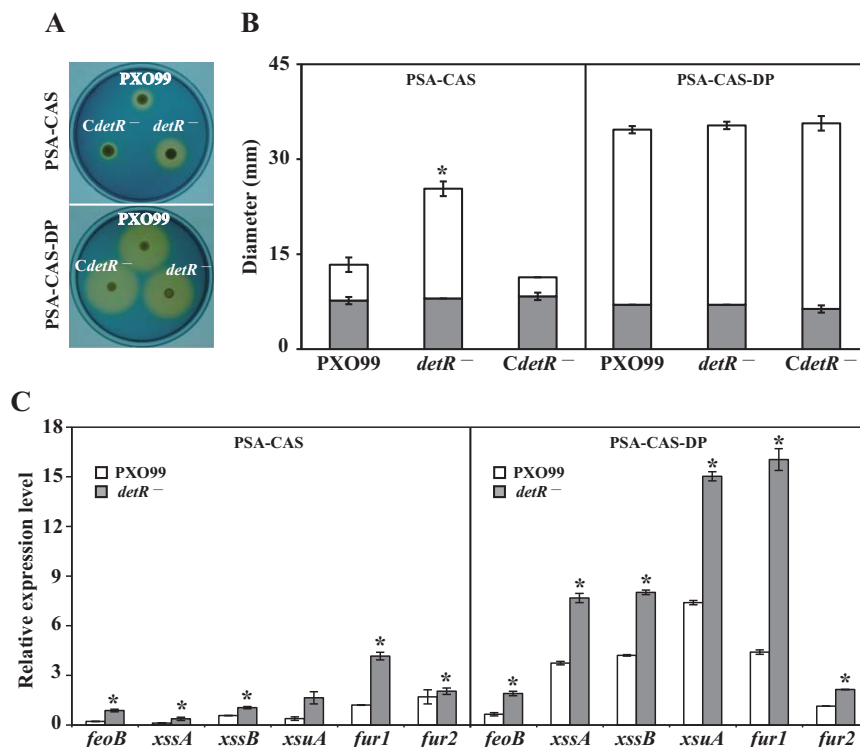 A
PSA-CAS
PXO99
CdetR⁻
detR⁻
PSA-CAS-DP
PXO99
CdetR⁻
detR⁻
B
Diameter (mm)
45
30
15
0
PSA-CAS
PSA-CAS-DP
*
PXO99
detR⁻
CdetR⁻
PXO99
detR⁻
CdetR⁻
C
Relative expression level
18
15
12
9
6
3
0
PSA-CAS
PSA-CAS-DP
PXO99
detR⁻
PXO99
detR⁻
* * * * *
* * * * * *
feoB xssA xssB xsuA fur1 fur2 feoB xssA xssB xsuA fur1 fur2